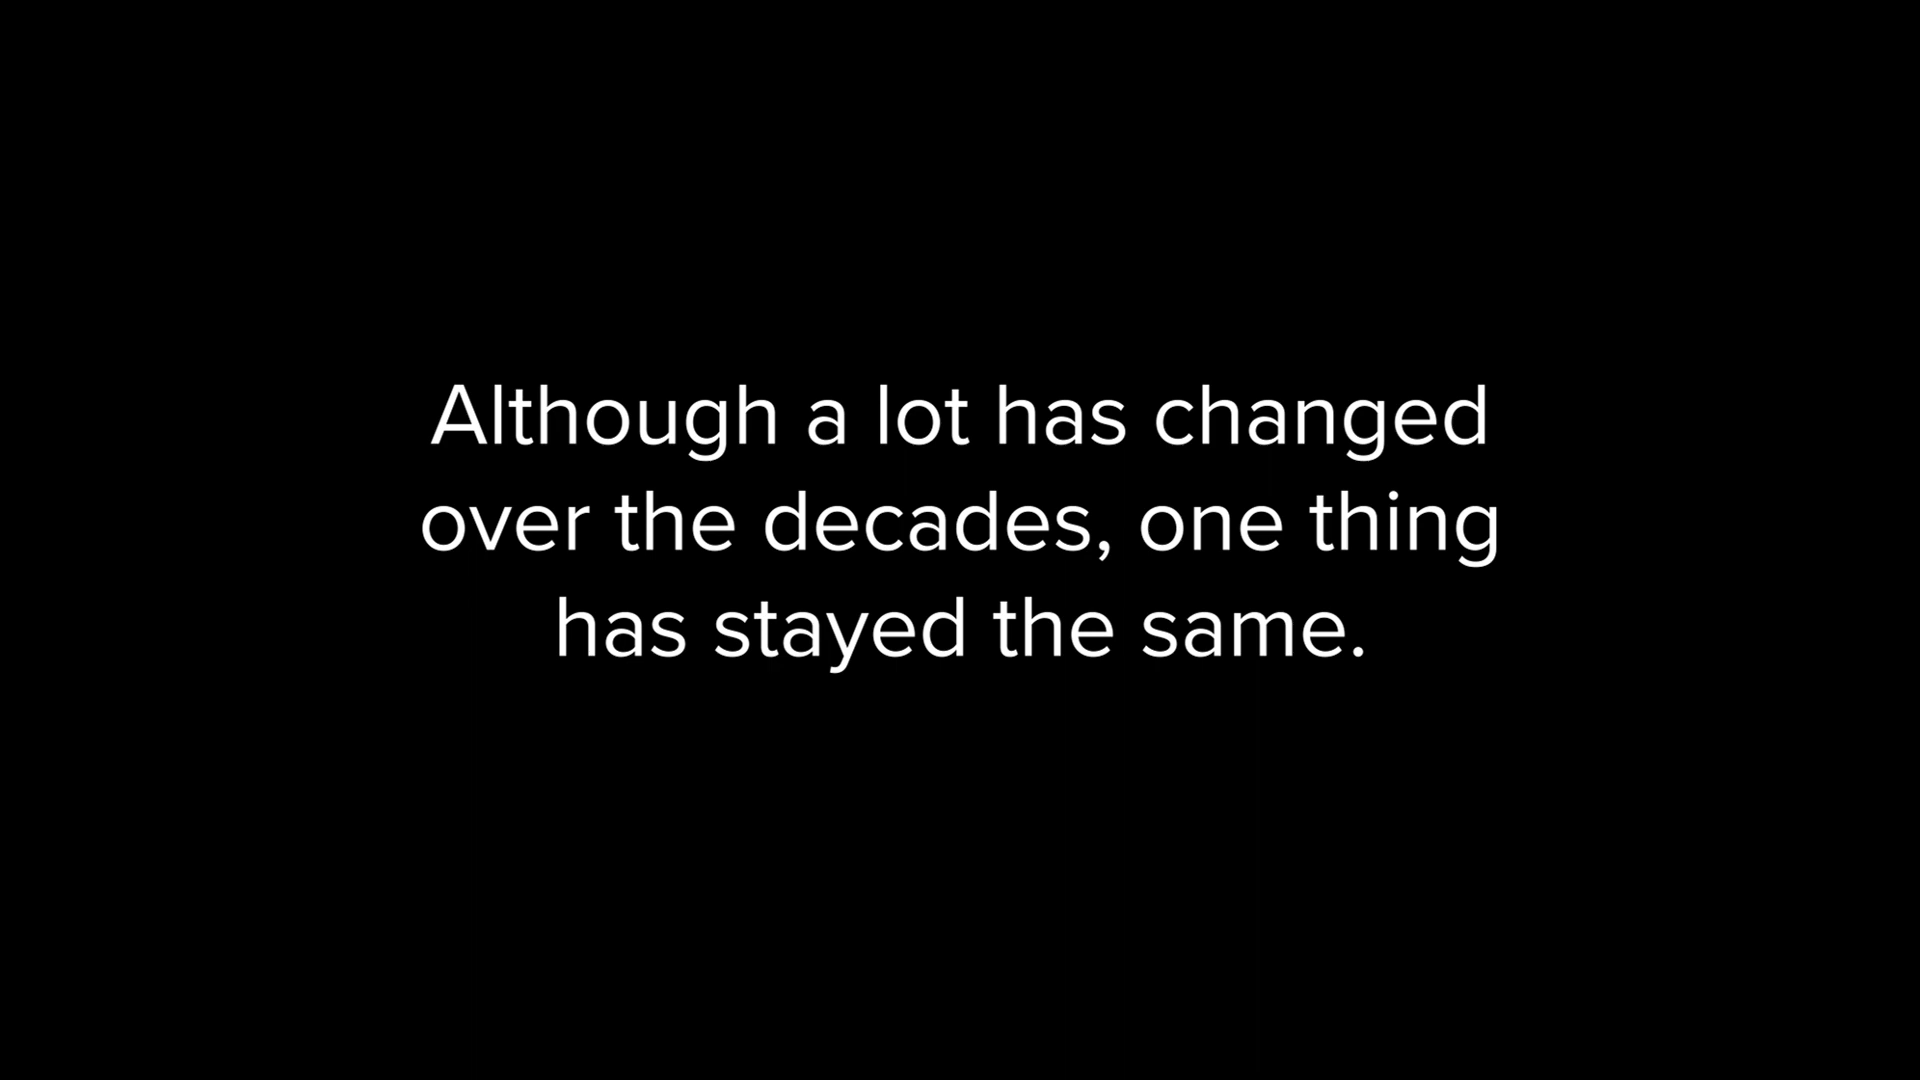 Although a lot has changed
over the decades, one thing
has stayed the same.